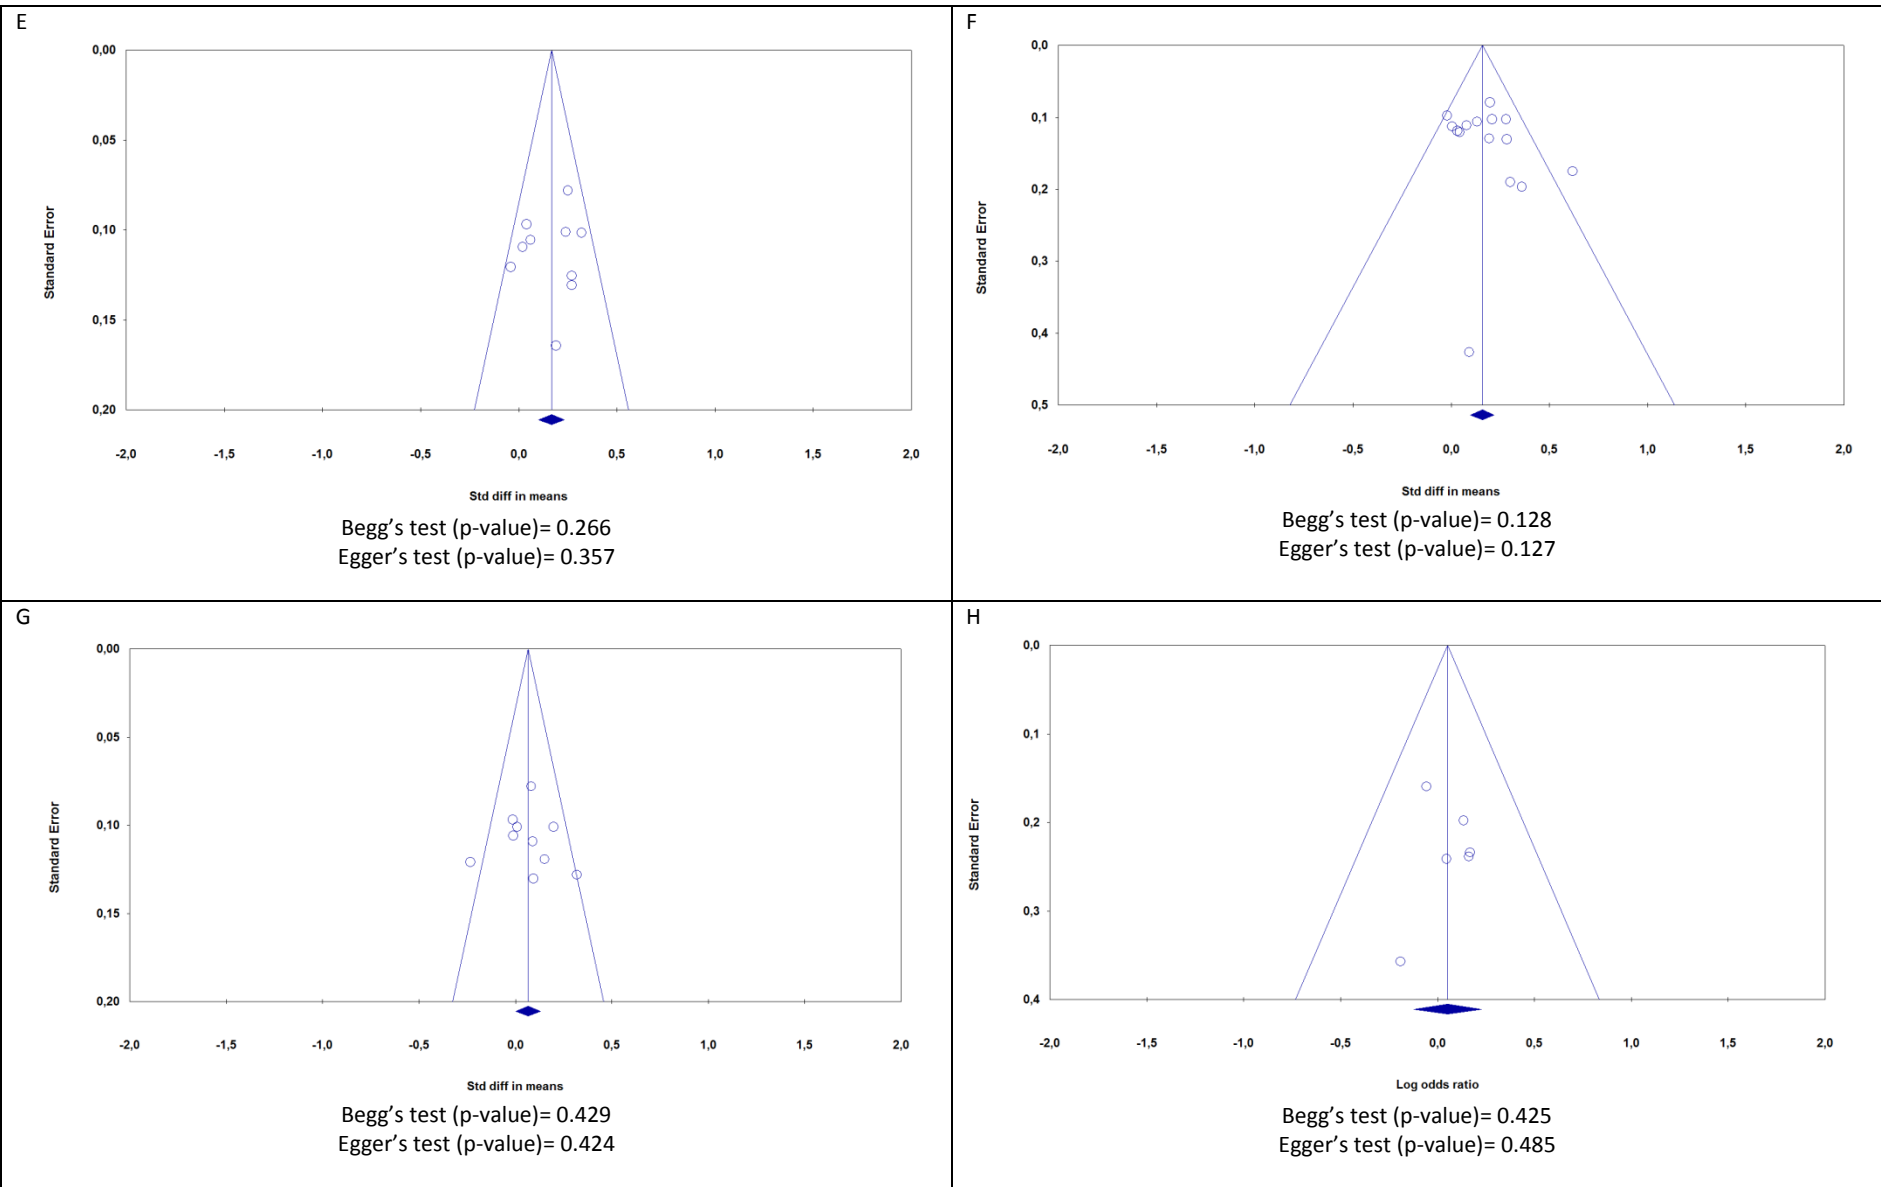 E
0,00
0,05
0,10
0,15
0,20
Standard Error
-2,0 -1,5 -1,0 -0,5 0,0 0,5 1,0 1,5 2,0
Std diff in means
Begg’s test (p-value)= 0.266
Egger’s test (p-value)= 0.357
F
0,0
0,1
0,2
0,3
0,4
0,5
Standard Error
-2,0 -1,5 -1,0 -0,5 0,0 0,5 1,0 1,5 2,0
Std diff in means
Begg’s test (p-value)= 0.128
Egger’s test (p-value)= 0.127
G
0,00
0,05
0,10
0,15
0,20
Standard Error
-2,0 -1,5 -1,0 -0,5 0,0 0,5 1,0 1,5 2,0
Std diff in means
Begg’s test (p-value)= 0.429
Egger’s test (p-value)= 0.424
H
0,0
0,1
0,2
0,3
0,4
Standard Error
-2,0 -1,5 -1,0 -0,5 0,0 0,5 1,0 1,5 2,0
Log odds ratio
Begg’s test (p-value)= 0.425
Egger’s test (p-value)= 0.485